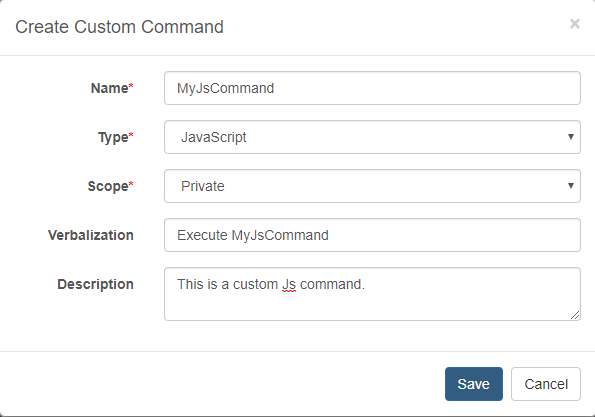 Create Custom Command ×
Name* MyJsCommand
Type* JavaScript
Scope* Private
Verbalization Execute MyJsCommand
Description This is a custom Js command.
Save Cancel